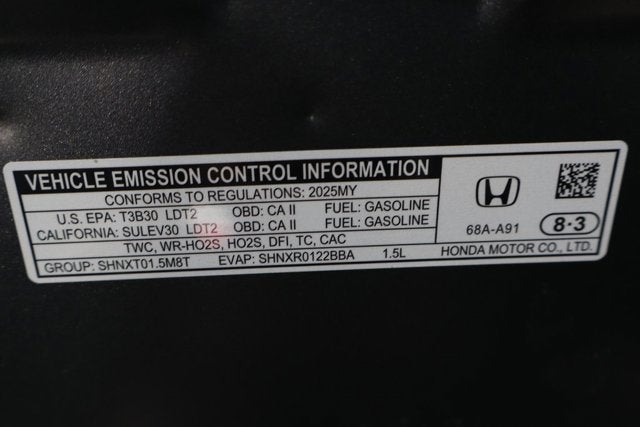 VEHICLE EMISSION CONTROL INFORMATION
CONFORMS TO REGULATIONS: 2025MY
U.S. EPA: T3B30 LDT2 OBD: CA II FUEL: GASOLINE
CALIFORNIA: SULEV30 LDT2 OBD: CA II FUEL: GASOLINE
TWC, WR-HO2S, HO2S, DFI, TC, CAC
GROUP: SHNXT01.5M8T EVAP: SHNXR0122BBA 1.5L
68A-A91
8·3
HONDA MOTOR CO., LTD.